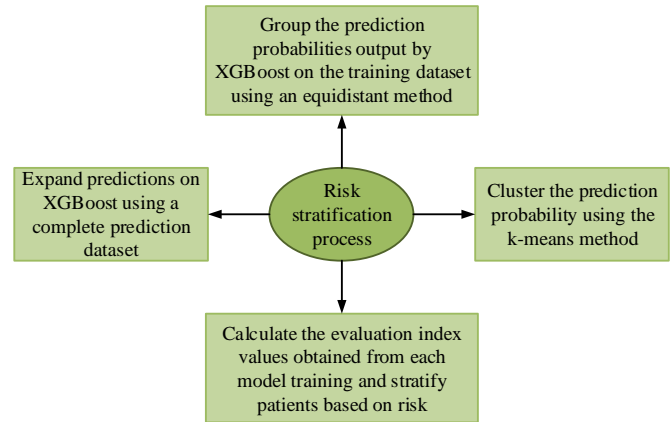 Group the prediction
probabilities output by
XGBoost on the training dataset
using an equidistant method
Expand predictions on
XGBoost using a
complete prediction
dataset
Risk
stratification
process
Cluster the prediction
probability using the
k-means method
Calculate the evaluation index
values obtained from each
model training and stratify
patients based on risk